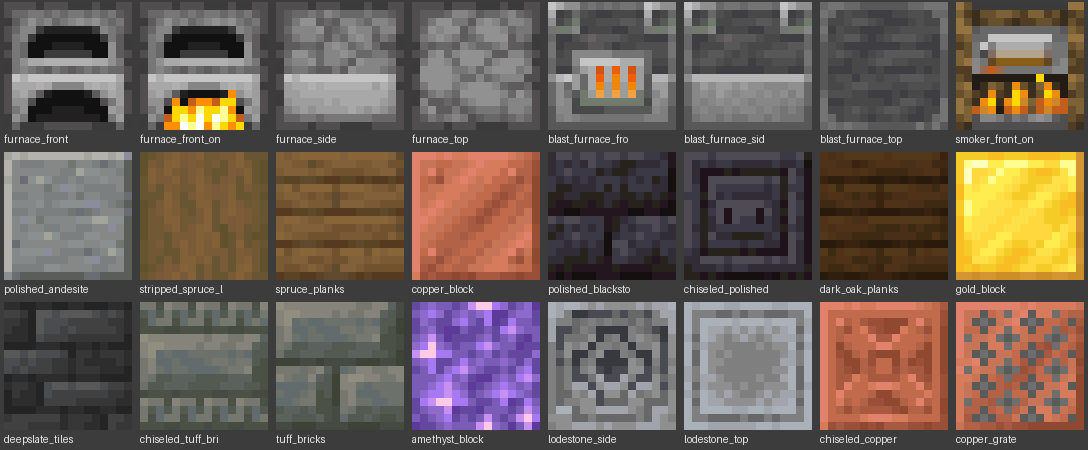 furnace_front furnace_front_on furnace_side furnace_top blast_furnace_fro blast_furnace_sid blast_furnace_top smoker_front_on
polished_andesite stripped_spruce_l spruce_planks copper_block polished_blacksto chiseled_polished dark_oak_planks gold_block
deepslate_tiles chiseled_tuff_bri tuff_bricks amethyst_block lodestone_side lodestone_top chiseled_copper copper_grate